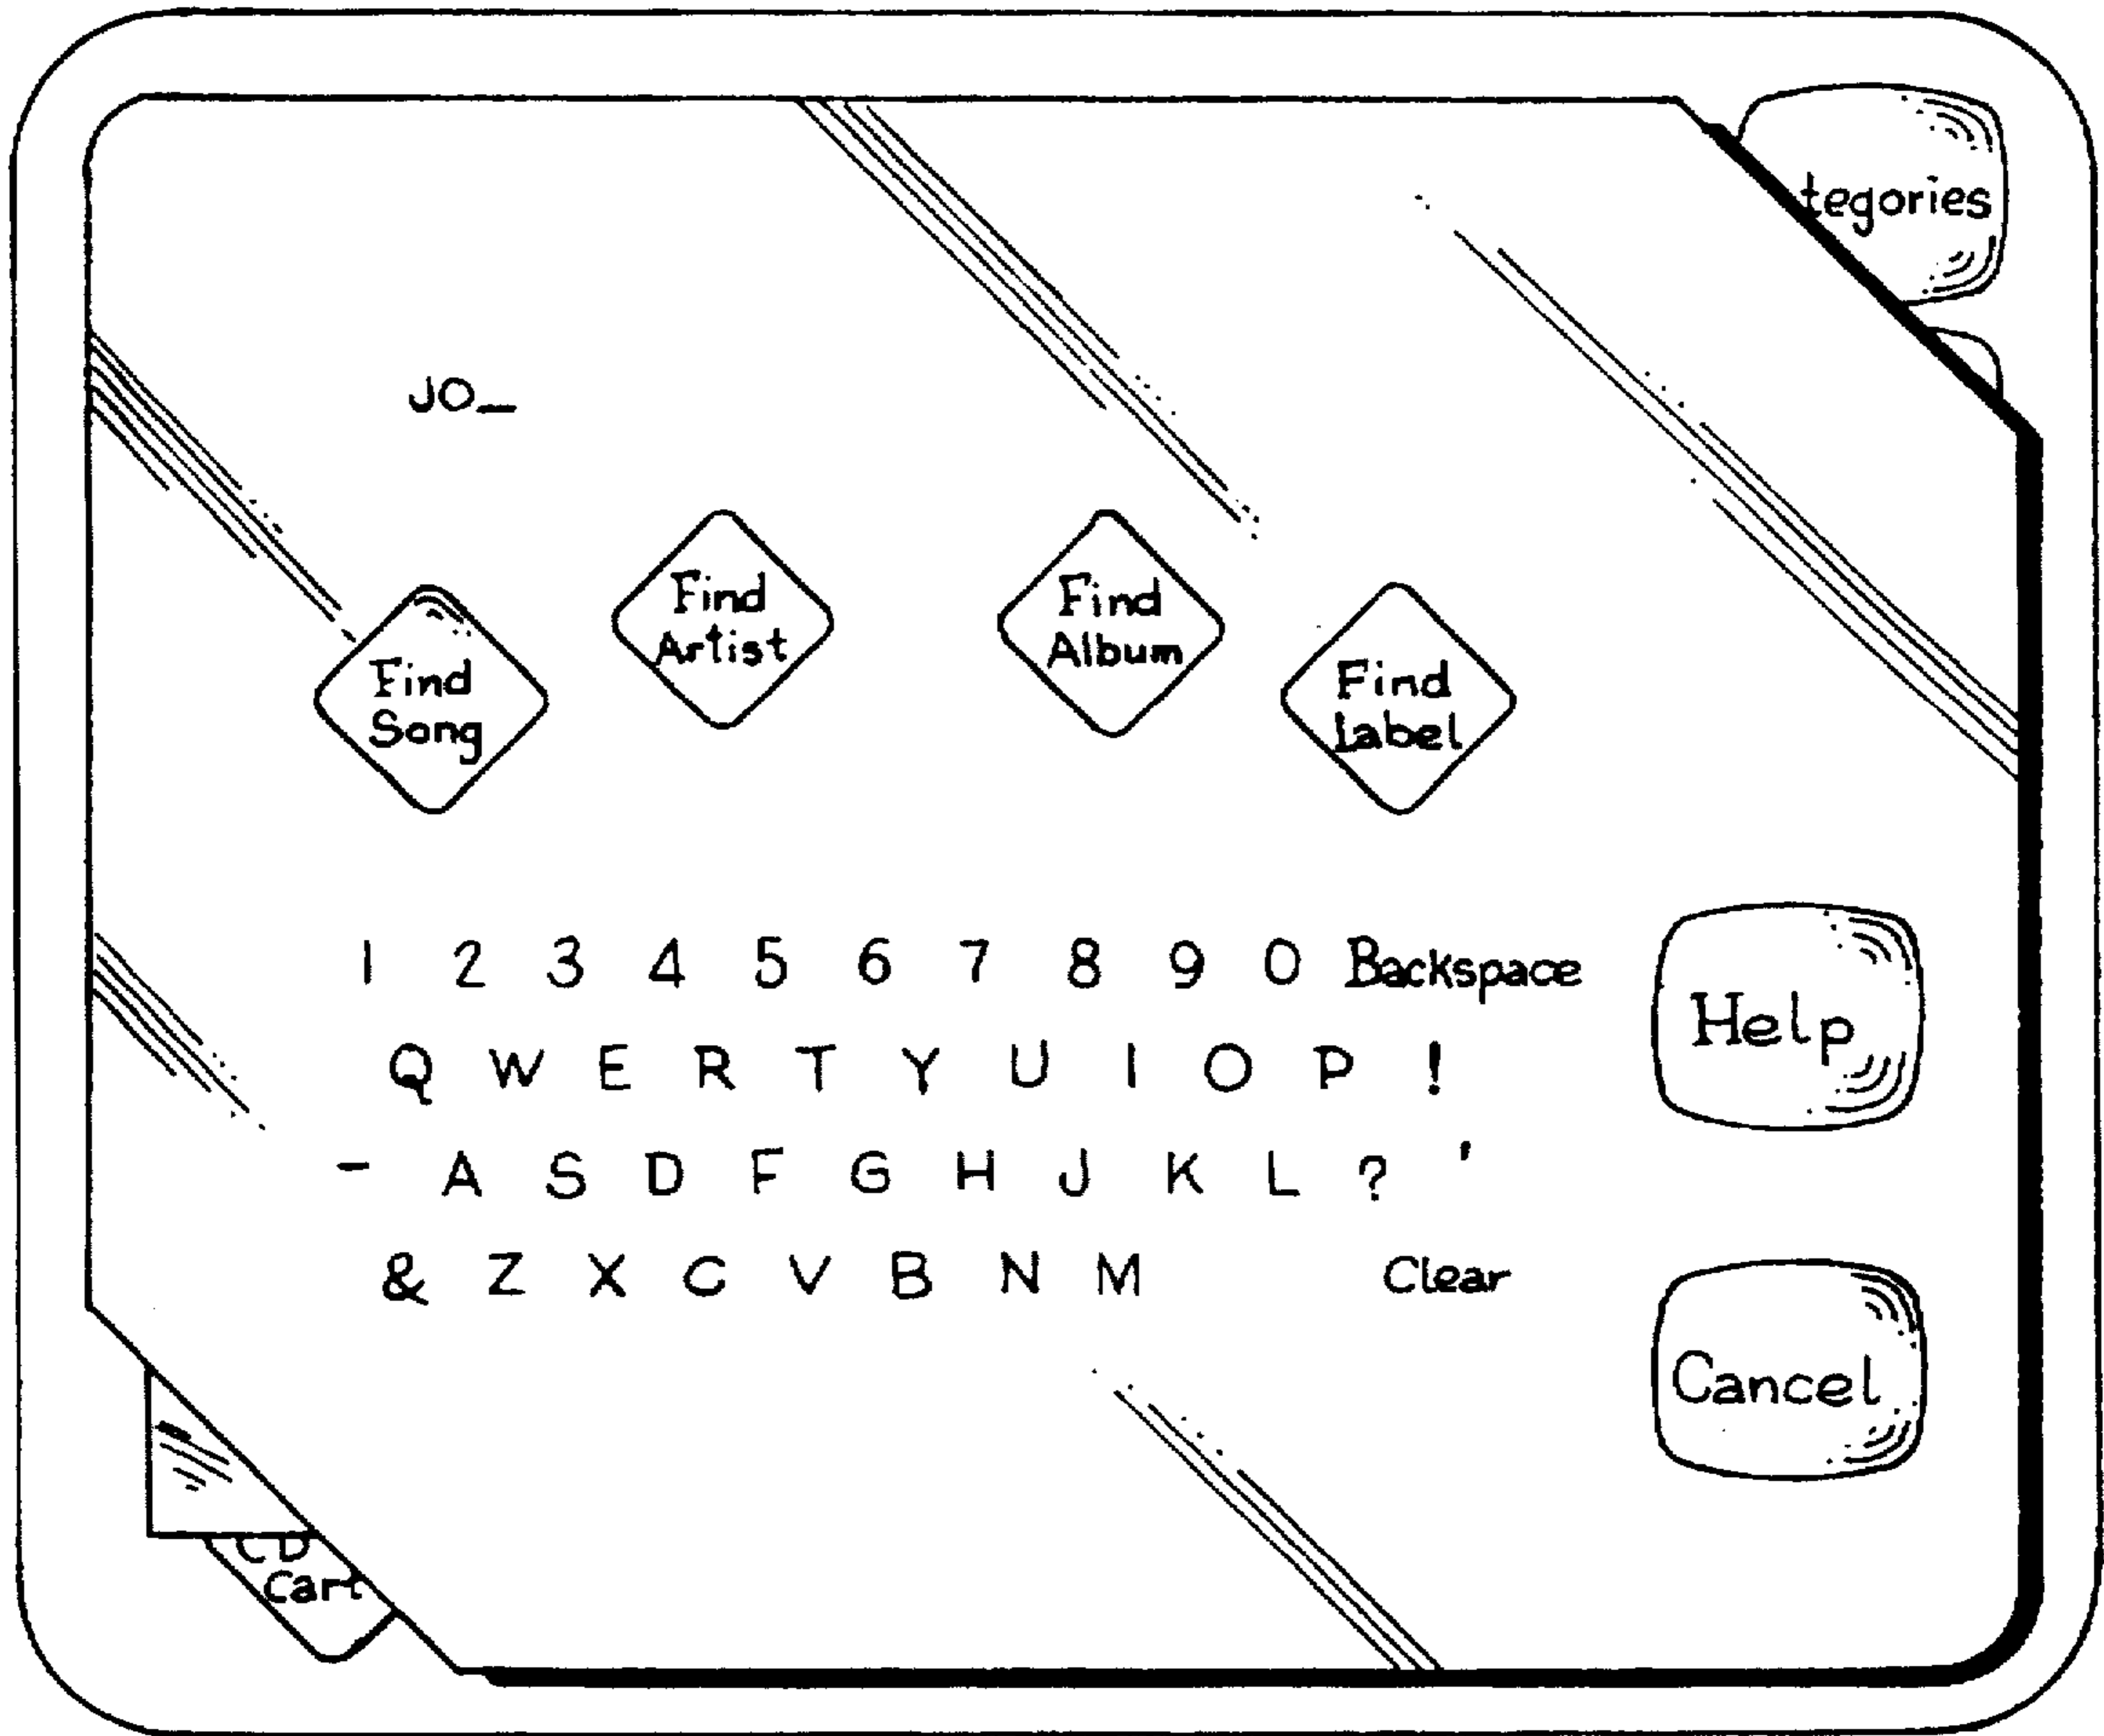 tegories
JO_
Find
Song
Find
Artist
Find
Album
Find
Label
1 2 3 4 5 6 7 8 9 0 Backspace
Q W E R T Y U I O P !
- A S D F G H J K L ? '
& Z X C V B N M Clear
Help
Cancel
CD
Cart